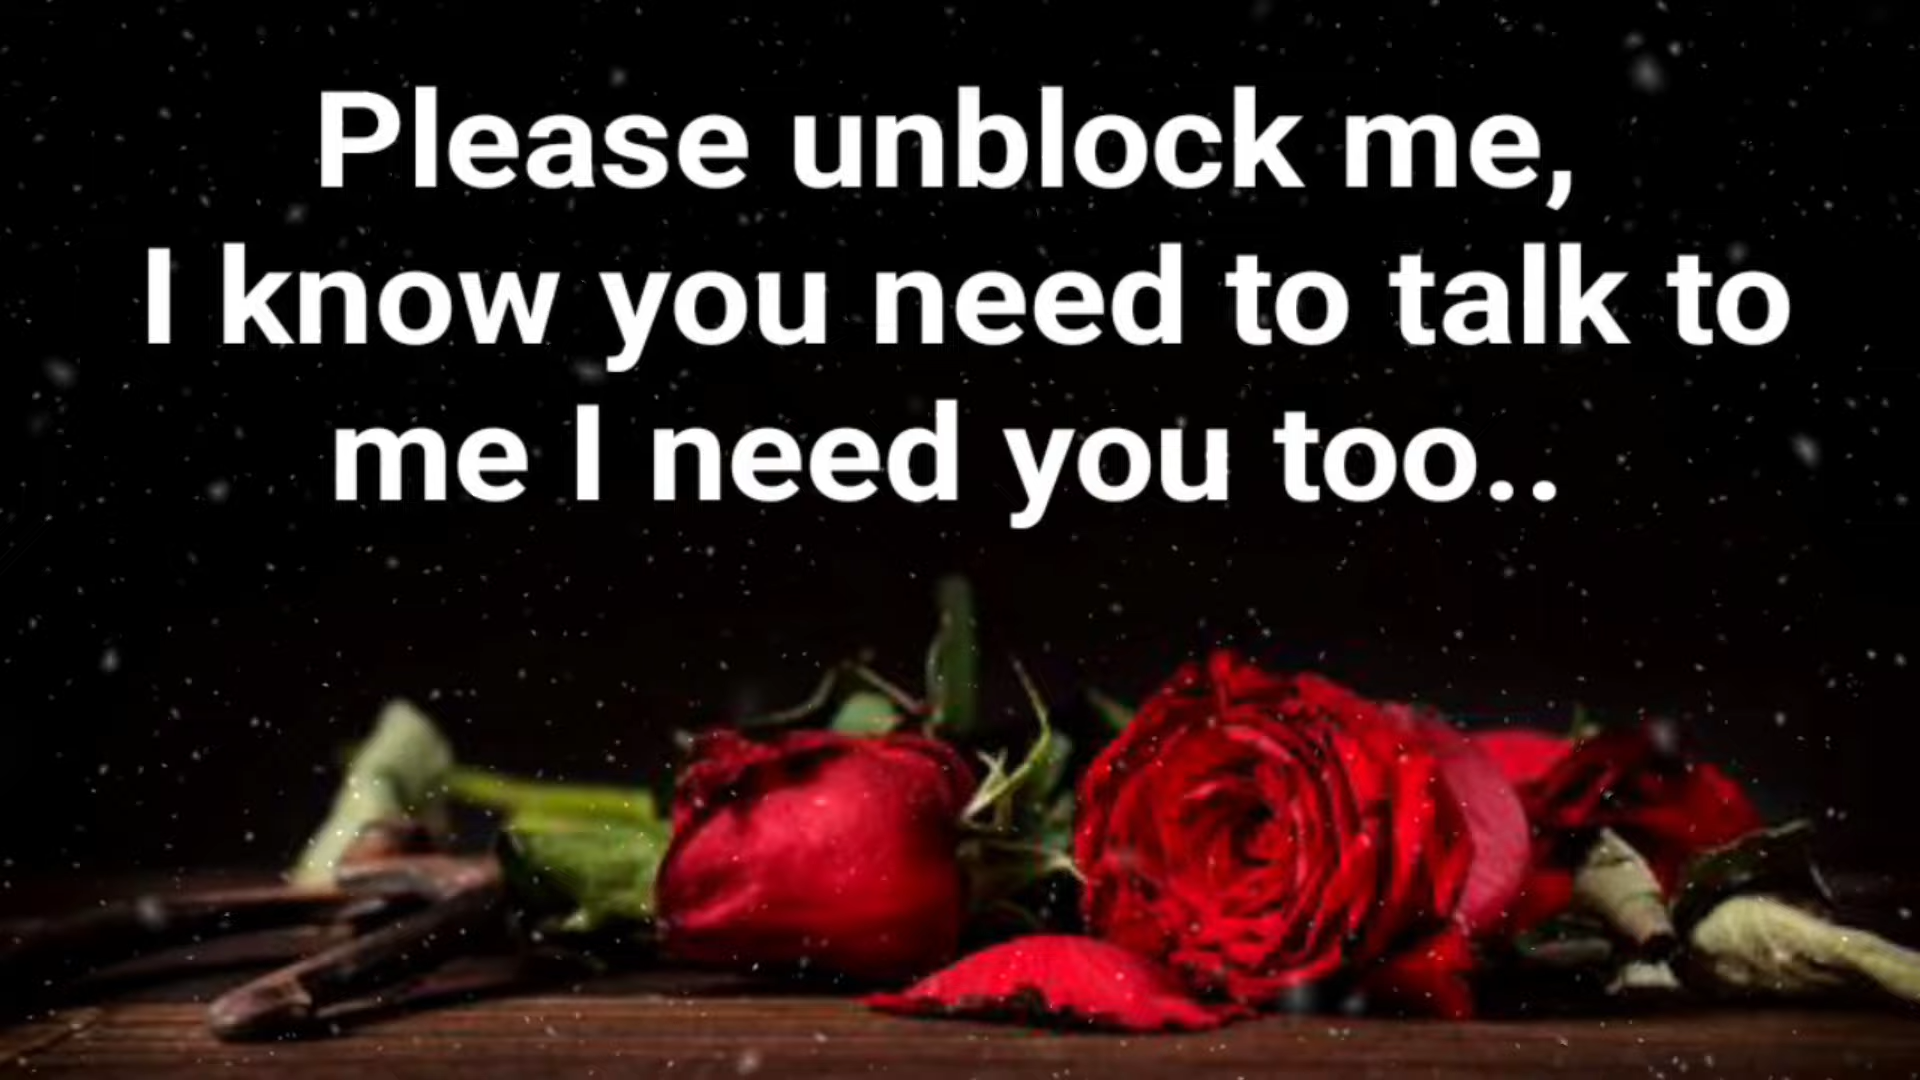 Please unblock me,
I know you need to talk to
me I need you too..